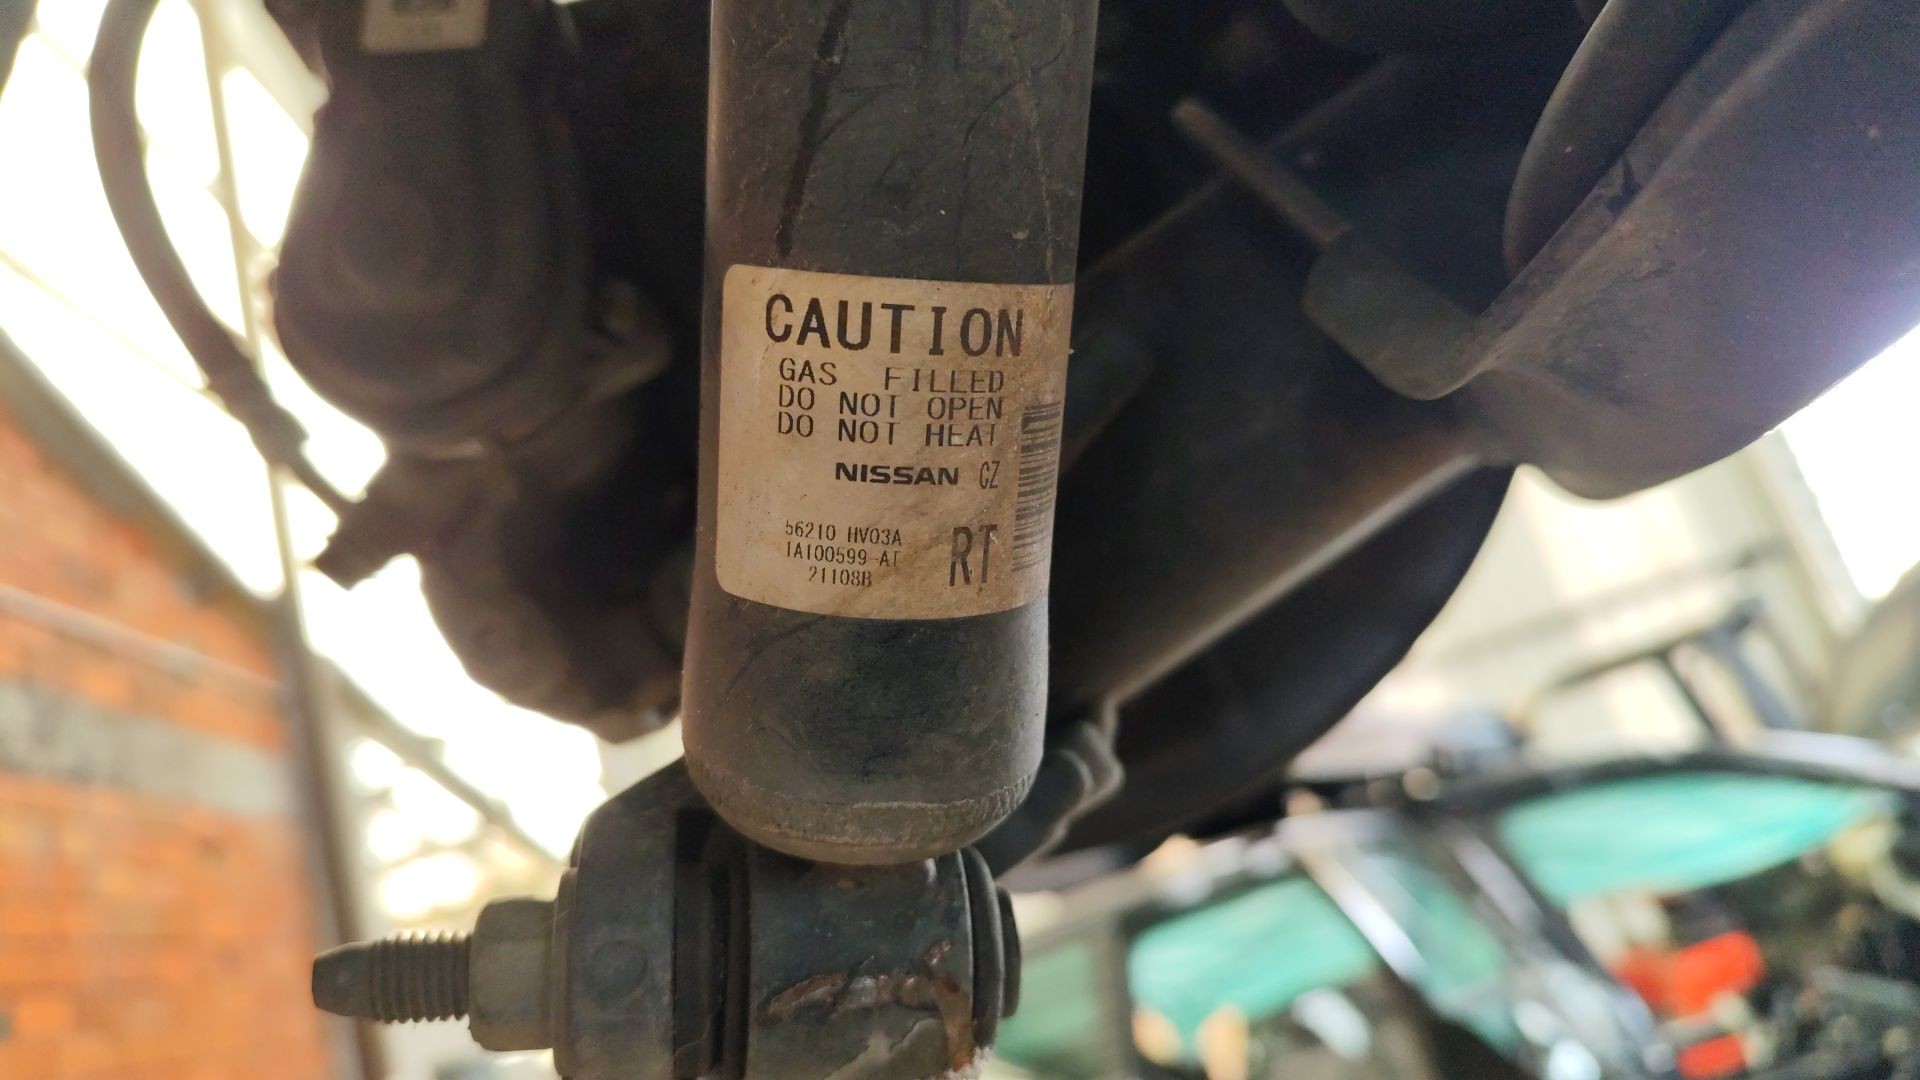 CAUTION
GAS FILLED
DO NOT OPEN
DO NOT HEAT
NISSAN CZ
56210 HV03A
1A100599-AT
21108B
RT